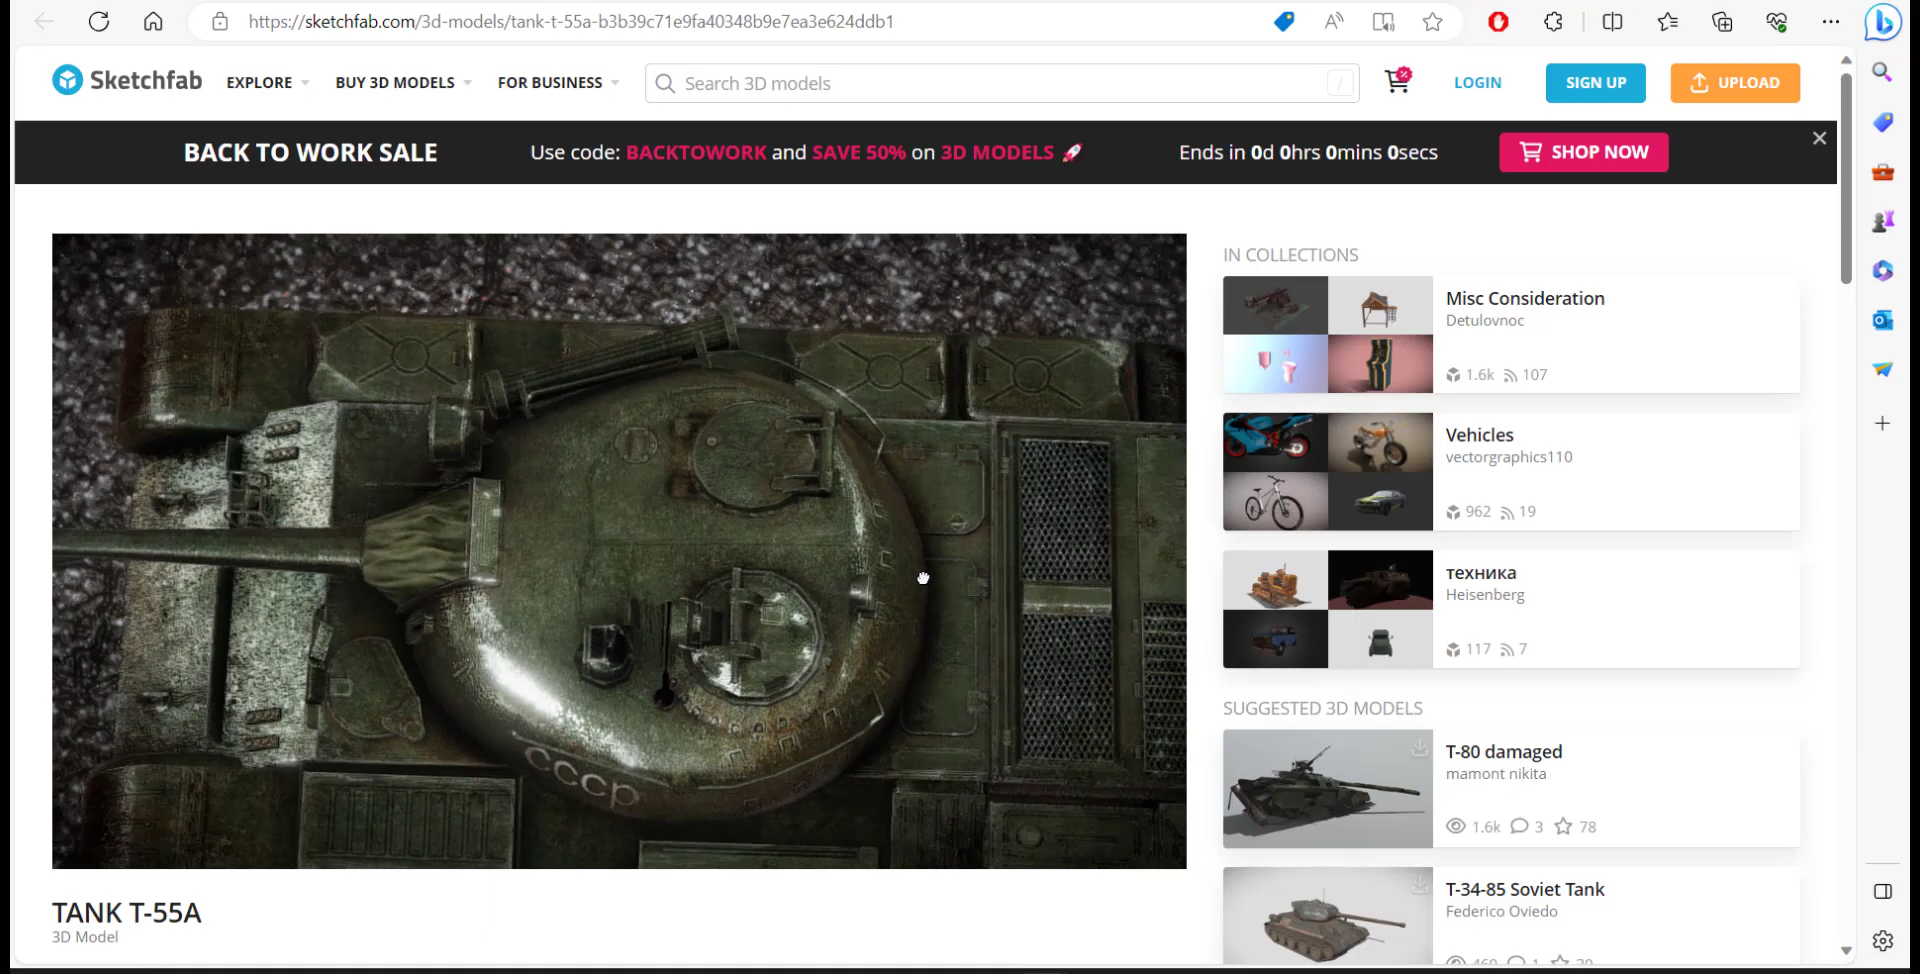 https://sketchfab.com/3d-models/tank-t-55a-b3b39c71e9fa40348b9e7ea3e624ddb1
Sketchfab EXPLORE BUY 3D MODELS FOR BUSINESS Search 3D models / LOGIN SIGN UP UPLOAD
BACK TO WORK SALE Use code: BACKTOWORK and SAVE 50% on 3D MODELS 🚀 Ends in 0d 0hrs 0mins 0secs SHOP NOW
IN COLLECTIONS
Misc Consideration
Detulovnoc
1.6k 107
Vehicles
vectorgraphics110
962 19
техника
Heisenberg
117 7
SUGGESTED 3D MODELS
T-80 damaged
mamont nikita
1.6k 3 78
T-34-85 Soviet Tank
Federico Oviedo
СССР
TANK T-55A
3D Model